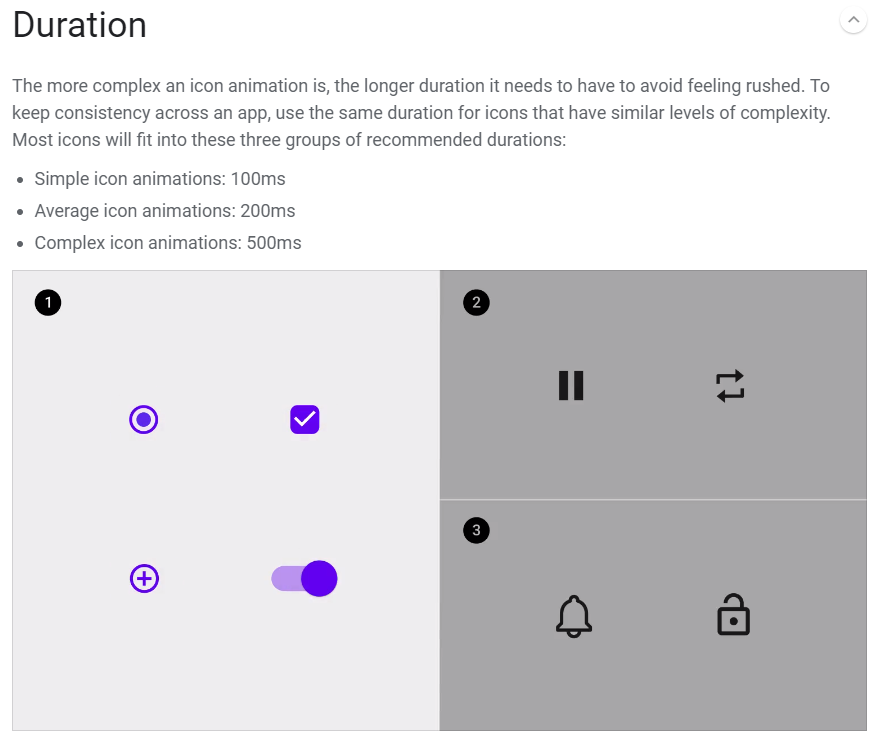 Duration
The more complex an icon animation is, the longer duration it needs to have to avoid feeling rushed. To
keep consistency across an app, use the same duration for icons that have similar levels of complexity.
Most icons will fit into these three groups of recommended durations:
• Simple icon animations: 100ms
• Average icon animations: 200ms
• Complex icon animations: 500ms
1
2
3